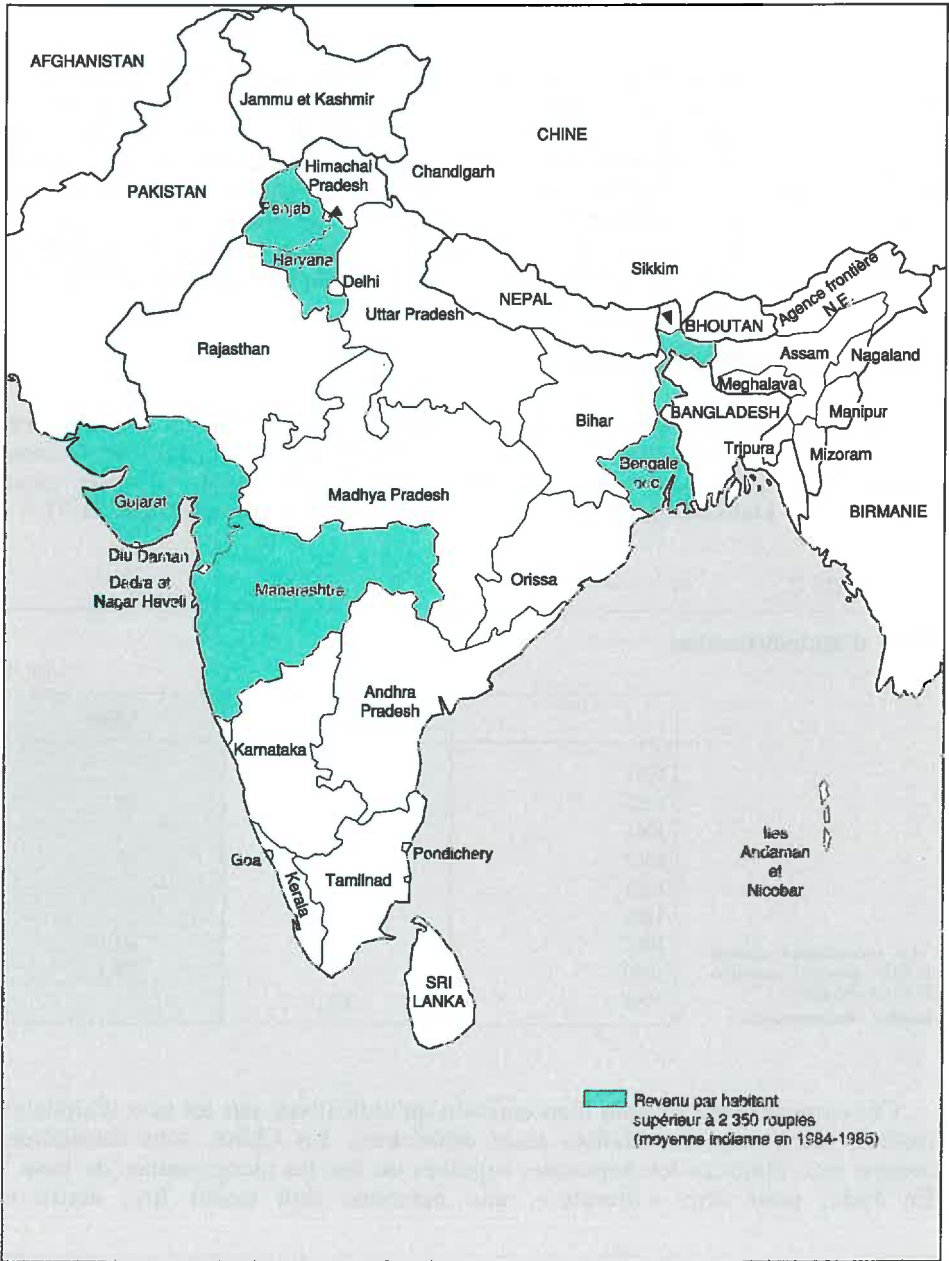 AFGHANISTAN
Jammu et Kashmir
CHINE
Himachal
Pradesh
Chandigarh
PAKISTAN
Penjab
Haryana
Delhi
Sikkim
NEPAL
Agence frontière
N.E.
BHOUTAN
Uttar Pradesh
Rajasthan
Assam
Nagaland
Meghalaya
Bihar
BANGLADESH
Manipur
Tripura
Mizoram
Bengale
occ.
Gujarat
Madhya Pradesh
BIRMANIE
Diu Daman
Dadra et
Nagar Haveli
Orissa
Maharashtra
Andhra
Pradesh
Karnataka
Iles
Andaman
et
Nicobar
Goa
Pondichery
Kerala
Tamilnad
SRI
LANKA
Revenu par habitant
supérieur à 2 350 roupies
(moyenne indienne en 1984-1985)